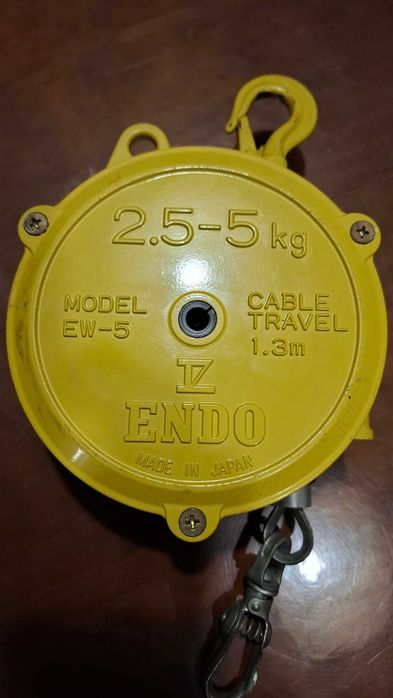 2.5-5 kg
MODEL
EW-5
CABLE
TRAVEL
1.3m
ENDO
MADE IN JAPAN